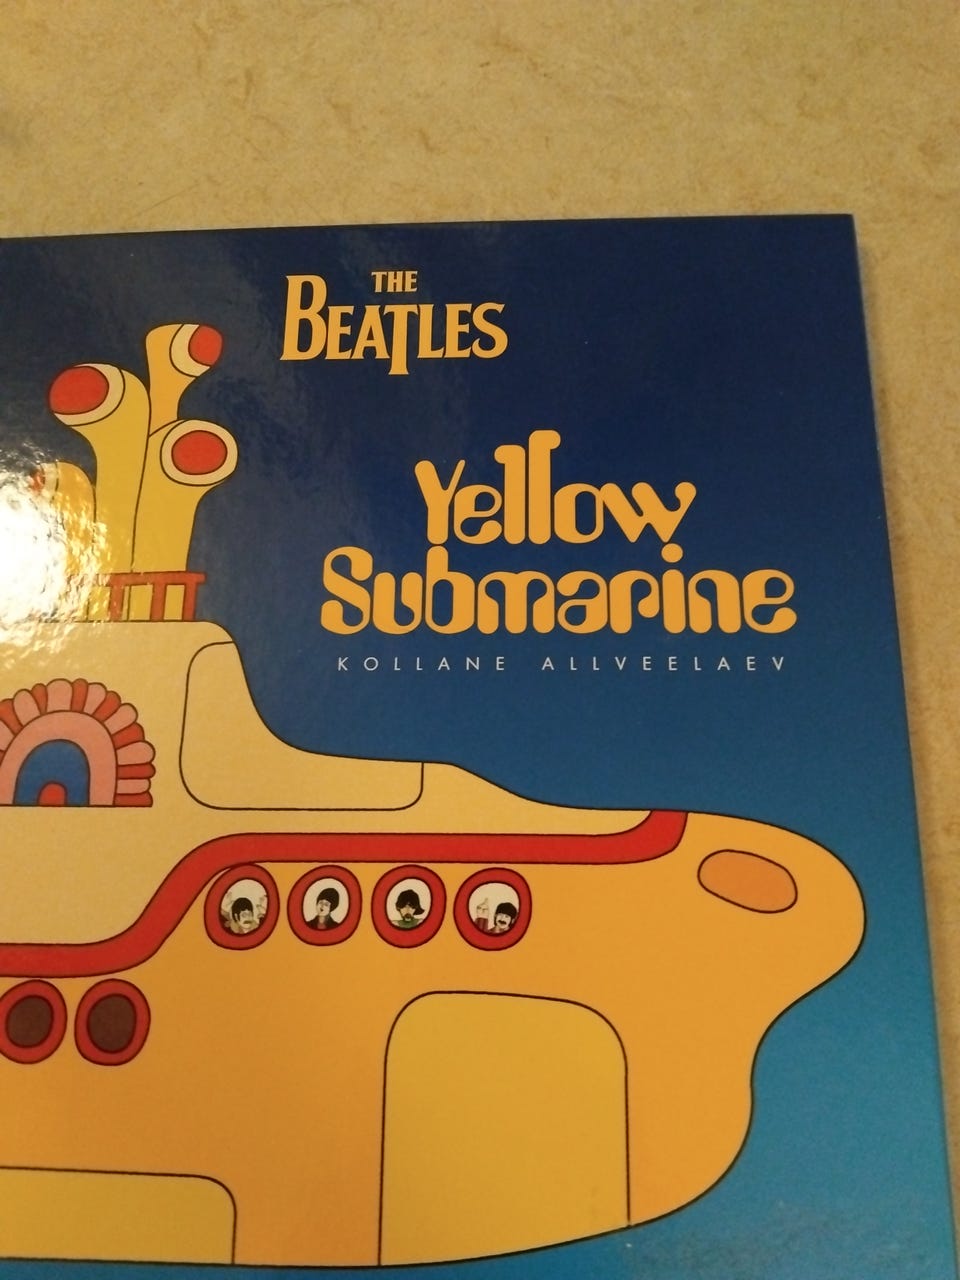 THE
BEATLES
Yellow
Submarine
KOLLANE ALLVEELAEV